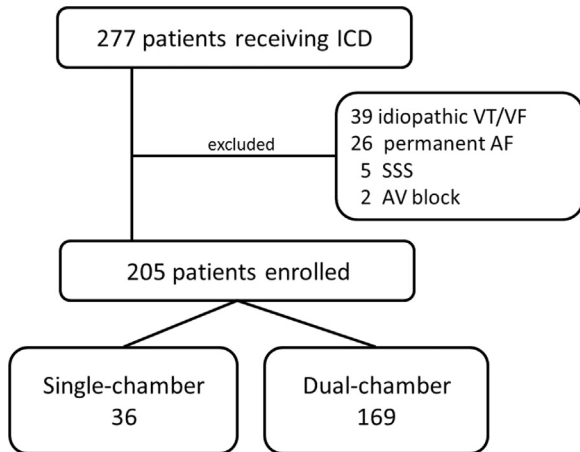 277 patients receiving ICD
39 idiopathic VT/VF
excluded
26 permanent AF
5 SSS
2 AV block
205 patients enrolled
Single-chamber
36
Dual-chamber
169